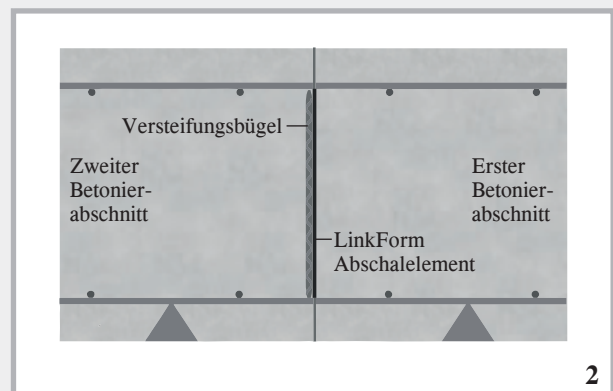 Versteifungsbügel
Zweiter
Betonier-
abschnitt
Erster
Betonier-
abschnitt
LinkForm
Abschalelement
2